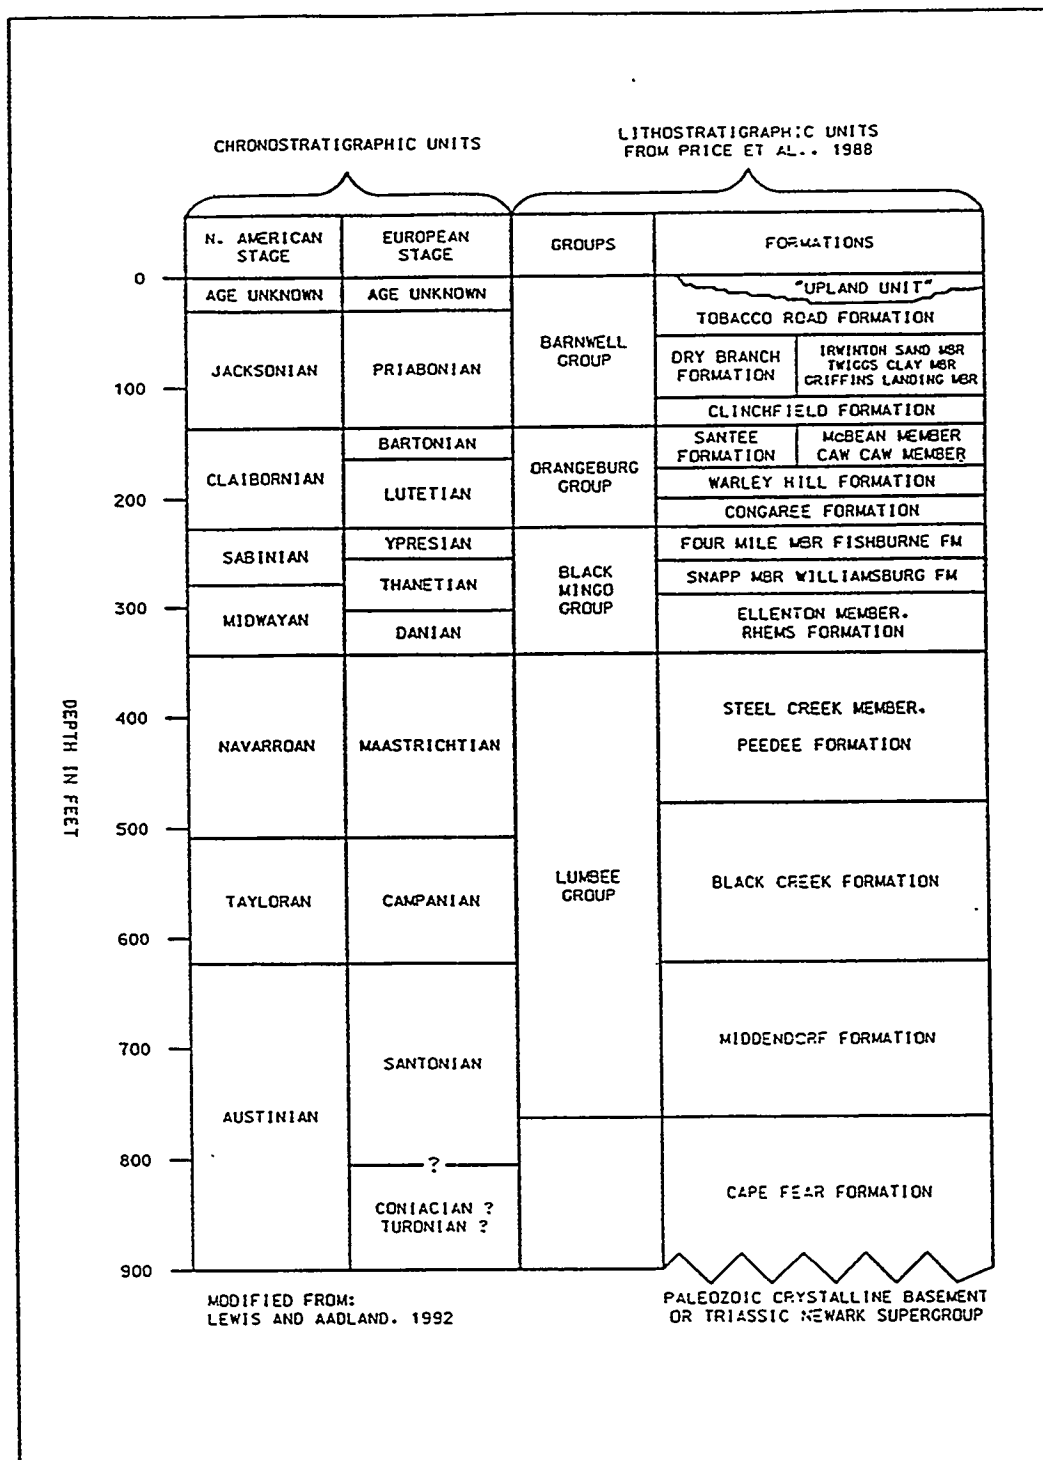 CHRONOSTRATIGRAPHIC UNITS
LITHOSTRATIGRAPHIC UNITS
FROM PRICE ET AL.. 1988
N. AMERICAN
STAGE
EUROPEAN
STAGE
GROUPS
FORMATIONS
0
AGE UNKNOWN
AGE UNKNOWN
"UPLAND UNIT"
TOBACCO ROAD FORMATION
BARNWELL
GROUP
JACKSONIAN
PRIABONIAN
DRY BRANCH
FORMATION
IRWINTON SAND MBR
TWIGGS CLAY MBR
GRIFFINS LANDING MBR
100
CLINCHFIELD FORMATION
CLAIBORNIAN
BARTONIAN
LUTETIAN
ORANGEBURG
GROUP
SANTEE
FORMATION
McBEAN MEMBER
CAW CAW MEMBER
WARLEY HILL FORMATION
200
CONGAREE FORMATION
SABINIAN
YPRESIAN
FOUR MILE MBR FISHBURNE FM
THANETIAN
BLACK
MINGO
GROUP
SNAPP MBR WILLIAMSBURG FM
300
MIDWAYAN
DANIAN
ELLENTON MEMBER.
RHEMS FORMATION
DEPTH IN FEET
400
NAVARROAN
MAASTRICHTIAN
STEEL CREEK MEMBER.
PEEDEE FORMATION
500
TAYLORAN
CAMPANIAN
LUMBEE
GROUP
BLACK CREEK FORMATION
600
700
AUSTINIAN
SANTONIAN
MIDDENDORF FORMATION
800
?
CONIACIAN ?
TURONIAN ?
CAPE FEAR FORMATION
900
MODIFIED FROM:
LEWIS AND AADLAND. 1992
PALEOZOIC CRYSTALLINE BASEMENT
OR TRIASSIC NEWARK SUPERGROUP